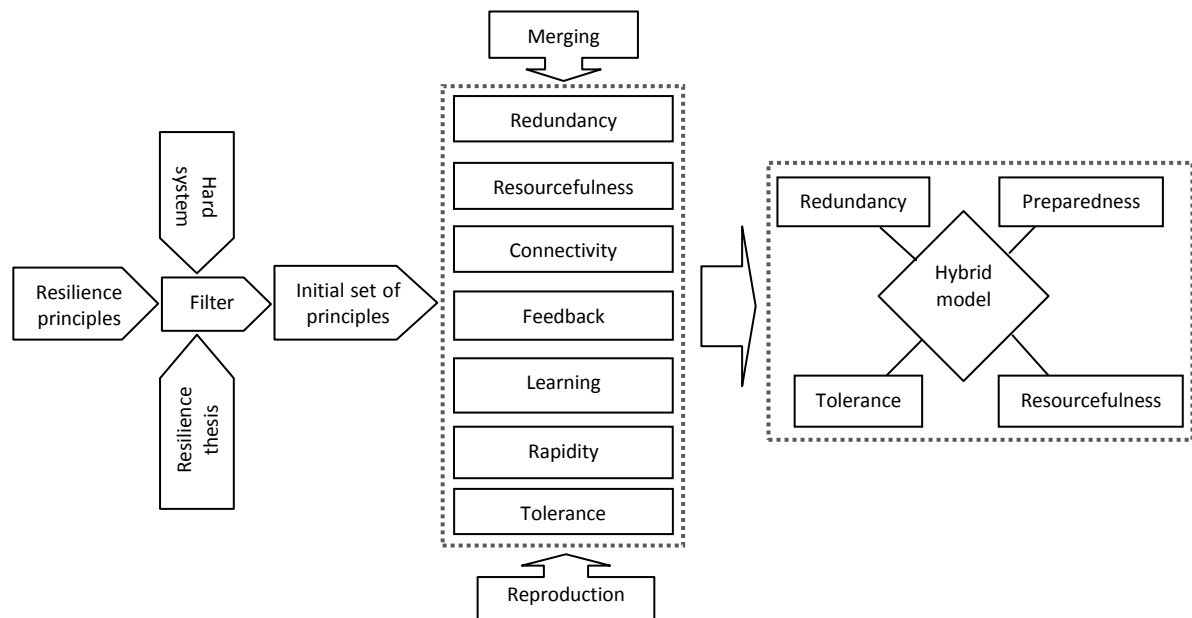 Merging
Redundancy
Resourcefulness
Connectivity
Feedback
Learning
Rapidity
Tolerance
Reproduction
Hard
system
Resilience
principles
Filter
Initial set of
principles
Resilience
thesis
Redundancy
Preparedness
Hybrid
model
Tolerance
Resourcefulness